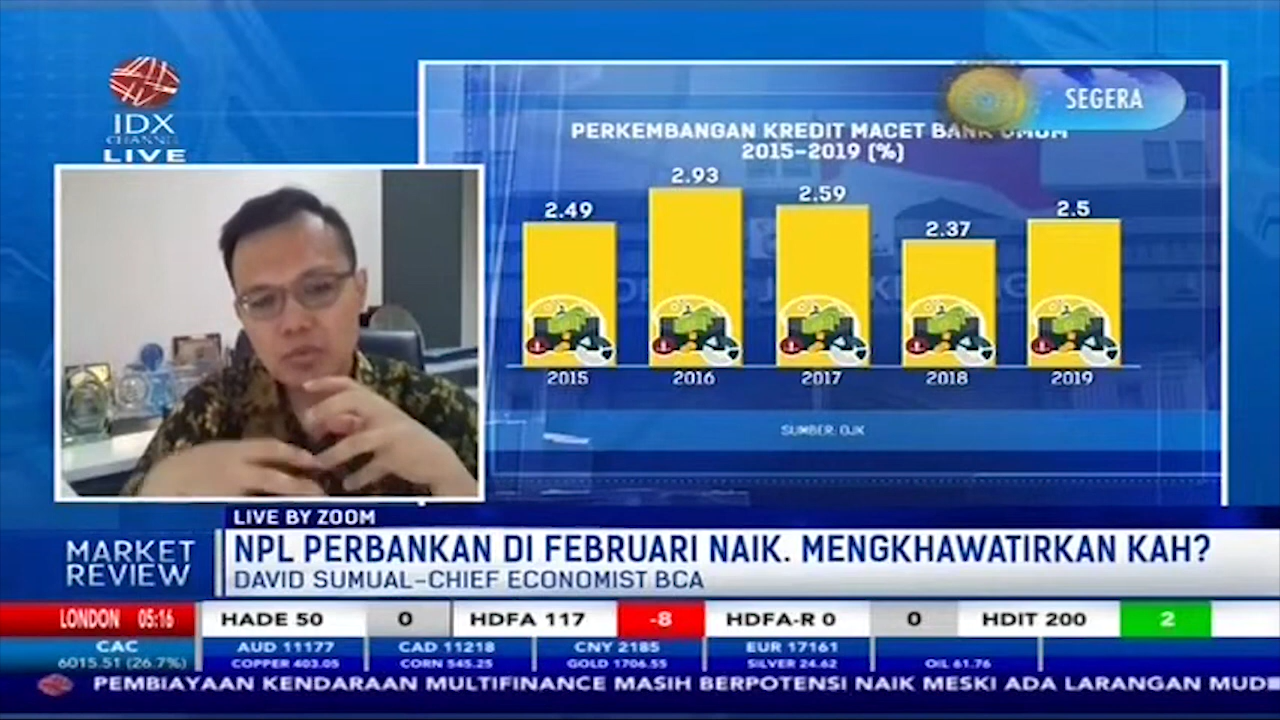 IDX
CHANNEL
LIVE
SEGERA
PERKEMBANGAN KREDIT MACET BANK UMUM
2015-2019 (%)
2.49
2.93
2.59
2.37
2.5
2015
2016
2017
2018
2019
SUMBER: OJK
LIVE BY ZOOM
MARKET
REVIEW
NPL PERBANKAN DI FEBRUARI NAIK. MENGKHAWATIRKAN KAH?
DAVID SUMUAL-CHIEF ECONOMIST BCA
LONDON 05:16
HADE 50 0 HDFA 117 -8 HDFA-R 0 0 HDIT 200 2
CAC
6015.51 (26.7%)
AUD 11177 CAD 11218 CNY 2185 EUR 17161
COPPER 403.05 CORN 545.25 GOLD 1706.55 SILVER 24.62 OIL 61.76
PEMBIAYAAN KENDARAAN MULTIFINANCE MASIH BERPOTENSI NAIK MESKI ADA LARANGAN MUD